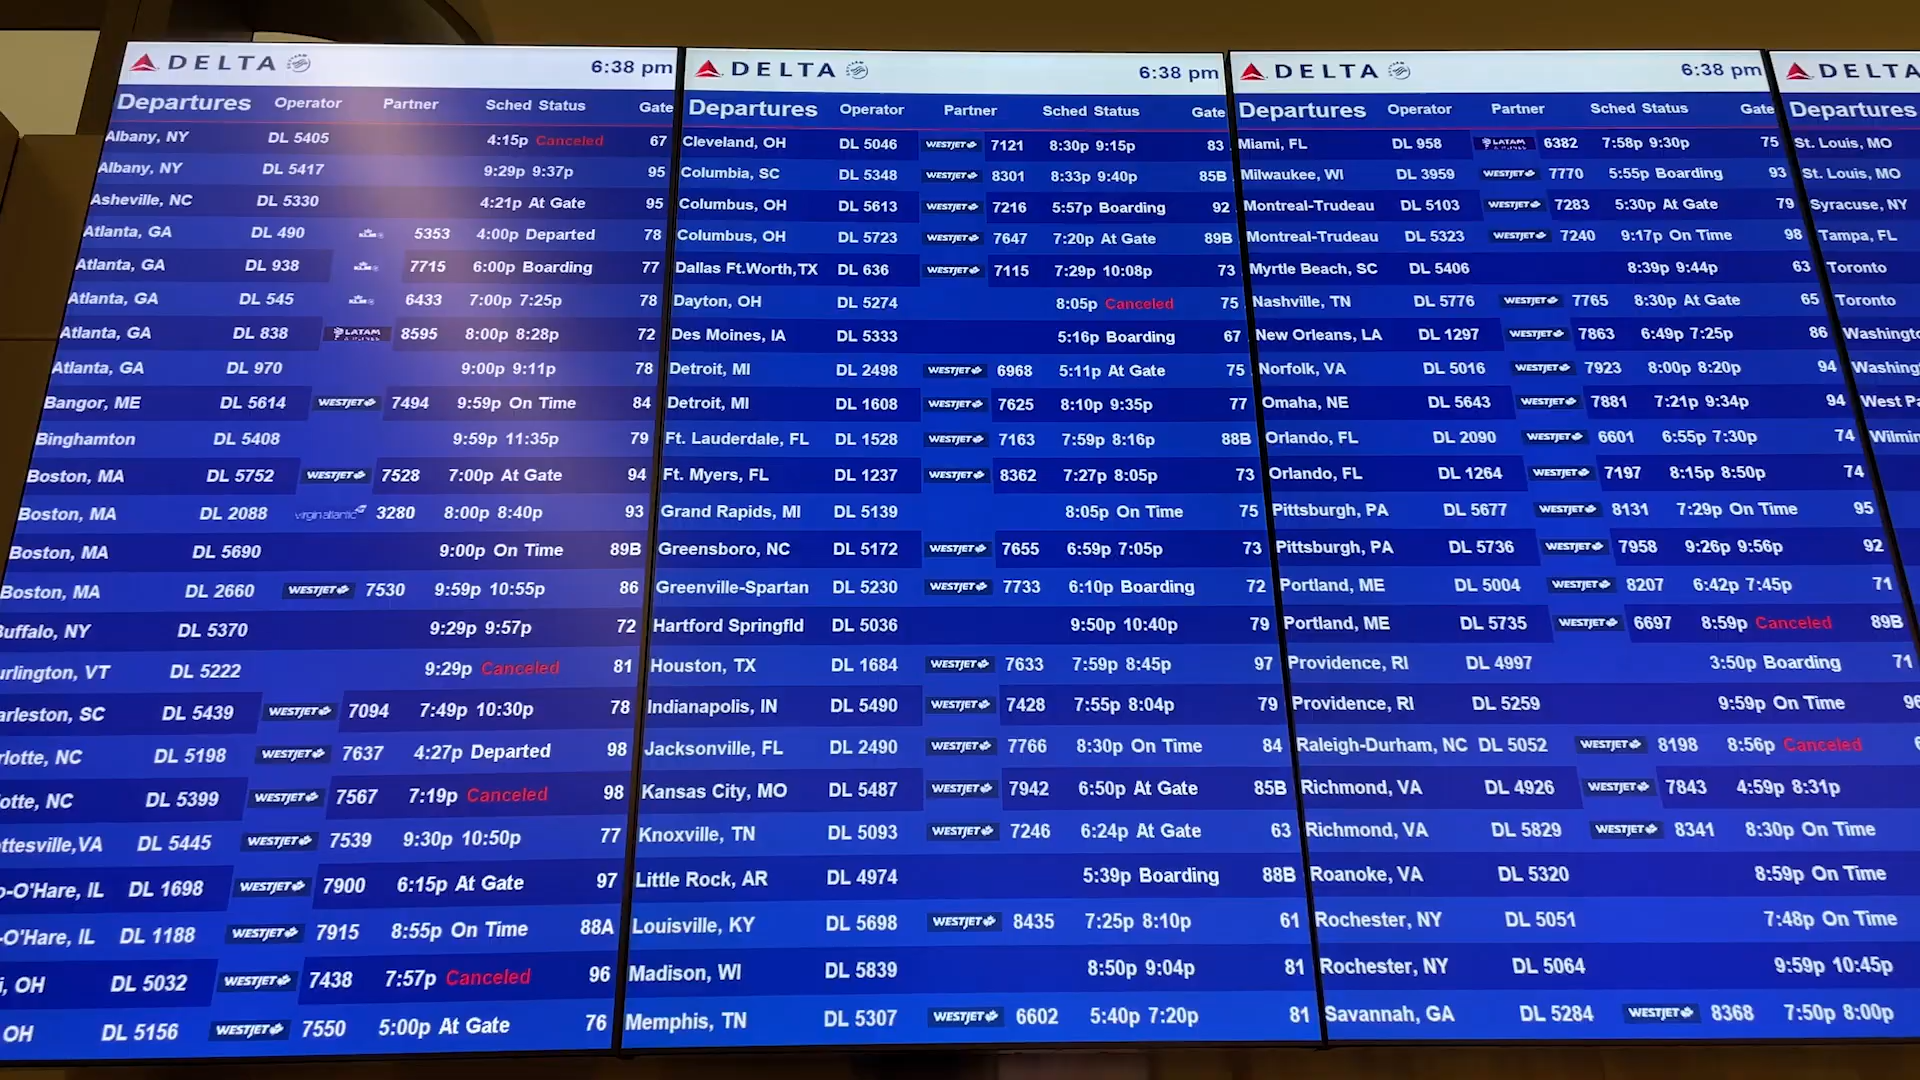 DELTA 6:38 pm
Departures Operator Partner Sched Status Gate
Albany, NY DL 5405 4:15p Canceled 67
Albany, NY DL 5417 9:29p 9:37p 95
Asheville, NC DL 5330 4:21p At Gate 95
Atlanta, GA DL 490 KLM 5353 4:00p Departed 78
Atlanta, GA DL 938 KLM 7715 6:00p Boarding 77
Atlanta, GA DL 545 KLM 6433 7:00p 7:25p 78
Atlanta, GA DL 838 LATAM AIRLINES 8595 8:00p 8:28p 72
Atlanta, GA DL 970 9:00p 9:11p 78
Bangor, ME DL 5614 WESTJET 7494 9:59p On Time 84
Binghamton DL 5408 9:59p 11:35p 79
Boston, MA DL 5752 WESTJET 7528 7:00p At Gate 94
Boston, MA DL 2088 virgin atlantic 3280 8:00p 8:40p 93
Boston, MA DL 5690 9:00p On Time 89B
Boston, MA DL 2660 WESTJET 7530 9:59p 10:55p 86
Buffalo, NY DL 5370 9:29p 9:57p 72
urlington, VT DL 5222 9:29p Canceled 81
arleston, SC DL 5439 WESTJET 7094 7:49p 10:30p 78
rlotte, NC DL 5198 WESTJET 7637 4:27p Departed 98
otte, NC DL 5399 WESTJET 7567 7:19p Canceled 98
ttesville,VA DL 5445 WESTJET 7539 9:30p 10:50p 77
o-O'Hare, IL DL 1698 WESTJET 7900 6:15p At Gate 97
-O'Hare, IL DL 1188 WESTJET 7915 8:55p On Time 88A
i, OH DL 5032 WESTJET 7438 7:57p Canceled 96
OH DL 5156 WESTJET 7550 5:00p At Gate 76
DELTA 6:38 pm
Departures Operator Partner Sched Status Gate
Cleveland, OH DL 5046 WESTJET 7121 8:30p 9:15p 83
Columbia, SC DL 5348 WESTJET 8301 8:33p 9:40p 85B
Columbus, OH DL 5613 WESTJET 7216 5:57p Boarding 92
Columbus, OH DL 5723 WESTJET 7647 7:20p At Gate 89B
Dallas Ft.Worth,TX DL 636 WESTJET 7115 7:29p 10:08p 73
Dayton, OH DL 5274 8:05p Canceled 75
Des Moines, IA DL 5333 5:16p Boarding 67
Detroit, MI DL 2498 WESTJET 6968 5:11p At Gate 75
Detroit, MI DL 1608 WESTJET 7625 8:10p 9:35p 77
Ft. Lauderdale, FL DL 1528 WESTJET 7163 7:59p 8:16p 88B
Ft. Myers, FL DL 1237 WESTJET 8362 7:27p 8:05p 73
Grand Rapids, MI DL 5139 8:05p On Time 75
Greensboro, NC DL 5172 WESTJET 7655 6:59p 7:05p 73
Greenville-Spartan DL 5230 WESTJET 7733 6:10p Boarding 72
Hartford Springfld DL 5036 9:50p 10:40p 79
Houston, TX DL 1684 WESTJET 7633 7:59p 8:45p 97
Indianapolis, IN DL 5490 WESTJET 7428 7:55p 8:04p 79
Jacksonville, FL DL 2490 WESTJET 7766 8:30p On Time 84
Kansas City, MO DL 5487 WESTJET 7942 6:50p At Gate 85B
Knoxville, TN DL 5093 WESTJET 7246 6:24p At Gate 63
Little Rock, AR DL 4974 5:39p Boarding 88B
Louisville, KY DL 5698 WESTJET 8435 7:25p 8:10p 61
Madison, WI DL 5839 8:50p 9:04p 81
Memphis, TN DL 5307 WESTJET 6602 5:40p 7:20p 81
DELTA 6:38 pm
Departures Operator Partner Sched Status Gate
Miami, FL DL 958 LATAM AIRLINES 6382 7:58p 9:30p 75
Milwaukee, WI DL 3959 WESTJET 7770 5:55p Boarding 93
Montreal-Trudeau DL 5103 WESTJET 7283 5:30p At Gate 79
Montreal-Trudeau DL 5323 WESTJET 7240 9:17p On Time 98
Myrtle Beach, SC DL 5406 8:39p 9:44p 63
Nashville, TN DL 5776 WESTJET 7765 8:30p At Gate 65
New Orleans, LA DL 1297 WESTJET 7863 6:49p 7:25p 86
Norfolk, VA DL 5016 WESTJET 7923 8:00p 8:20p 94
Omaha, NE DL 5643 WESTJET 7881 7:21p 9:34p 94
Orlando, FL DL 2090 WESTJET 6601 6:55p 7:30p 74
Orlando, FL DL 1264 WESTJET 7197 8:15p 8:50p 74
Pittsburgh, PA DL 5677 WESTJET 8131 7:29p On Time 95
Pittsburgh, PA DL 5736 WESTJET 7958 9:26p 9:56p 92
Portland, ME DL 5004 WESTJET 8207 6:42p 7:45p 71
Portland, ME DL 5735 WESTJET 6697 8:59p Canceled 89B
Providence, RI DL 4997 3:50p Boarding 71
Providence, RI DL 5259 9:59p On Time 96
Raleigh-Durham, NC DL 5052 WESTJET 8198 8:56p Canceled
Richmond, VA DL 4926 WESTJET 7843 4:59p 8:31p
Richmond, VA DL 5829 WESTJET 8341 8:30p On Time
Roanoke, VA DL 5320 8:59p On Time
Rochester, NY DL 5051 7:48p On Time
Rochester, NY DL 5064 9:59p 10:45p
Savannah, GA DL 5284 WESTJET 8368 7:50p 8:00p
DELTA
Departures
St. Louis, MO
St. Louis, MO
Syracuse, NY
Tampa, FL
Toronto
Toronto
Washingto
Washing
West Pa
Wilmin